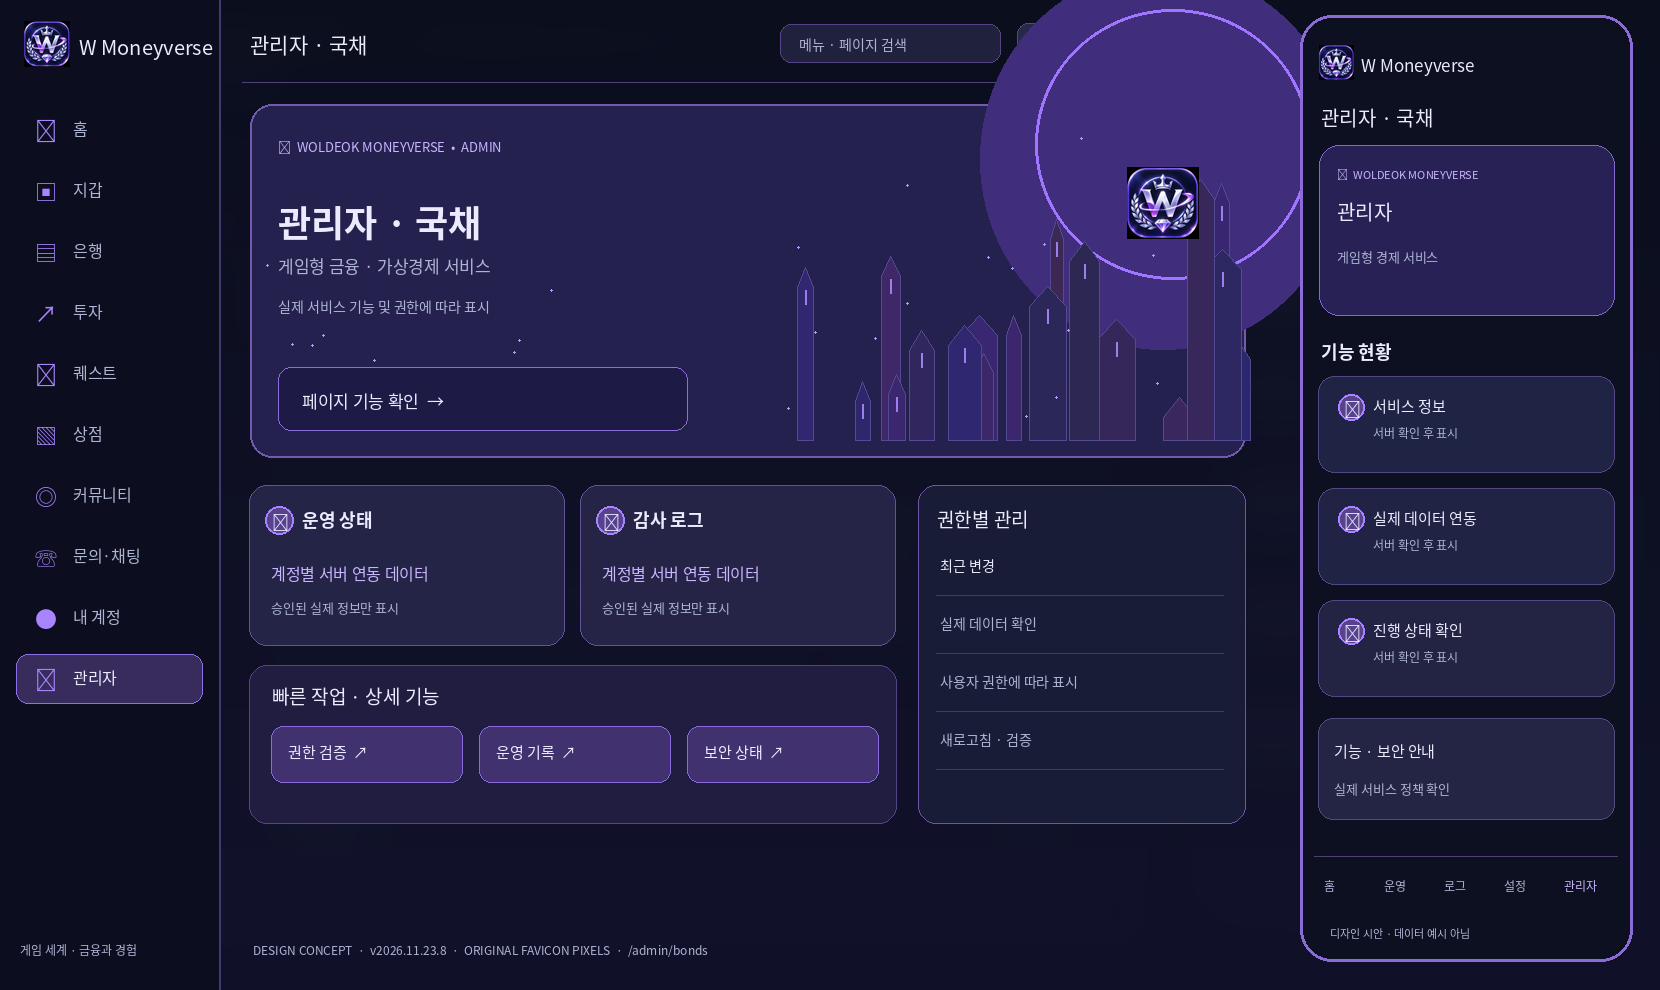 W Moneyverse
홈
지갑
은행
투자
퀘스트
상점
커뮤니티
문의·채팅
내 계정
관리자
게임 세계 · 금융과 경험
관리자 · 국채
메뉴 · 페이지 검색
WOLDEOK MONEYVERSE • ADMIN
관리자 · 국채
게임형 금융 · 가상경제 서비스
실제 서비스 기능 및 권한에 따라 표시
페이지 기능 확인 →
W
운영 상태
계정별 서버 연동 데이터
승인된 실제 정보만 표시
감사 로그
계정별 서버 연동 데이터
승인된 실제 정보만 표시
빠른 작업 · 상세 기능
권한 검증 ↗
운영 기록 ↗
보안 상태 ↗
권한별 관리
최근 변경
실제 데이터 확인
사용자 권한에 따라 표시
새로고침 · 검증
DESIGN CONCEPT · v2026.11.23.8 · ORIGINAL FAVICON PIXELS · /admin/bonds
W Moneyverse
관리자 · 국채
WOLDEOK MONEYVERSE
관리자
게임형 경제 서비스
기능 현황
서비스 정보
서버 확인 후 표시
실제 데이터 연동
서버 확인 후 표시
진행 상태 확인
서버 확인 후 표시
기능 · 보안 안내
실제 서비스 정책 확인
홈 운영 로그 설정 관리자
디자인 시안 · 데이터 예시 아님